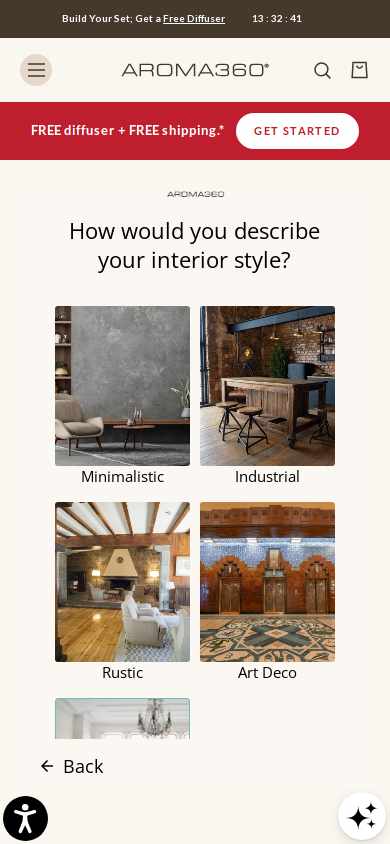 Build Your Set; Get a Free Diffuser 13 : 32 : 41
AROMA360®
FREE diffuser + FREE shipping.* GET STARTED
AROMA360
How would you describe
your interior style?
Minimalistic Industrial
Rustic Art Deco
Back